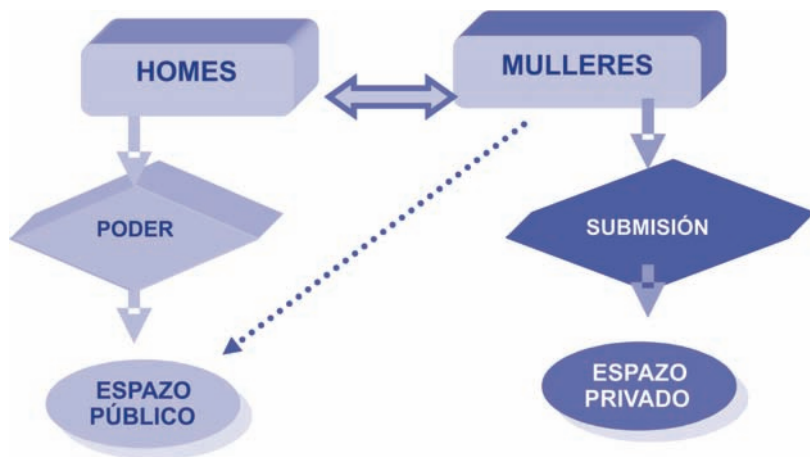 HOMES
MULLERES
PODER
SUBMISIÓN
ESPAZO
PÚBLICO
ESPAZO
PRIVADO